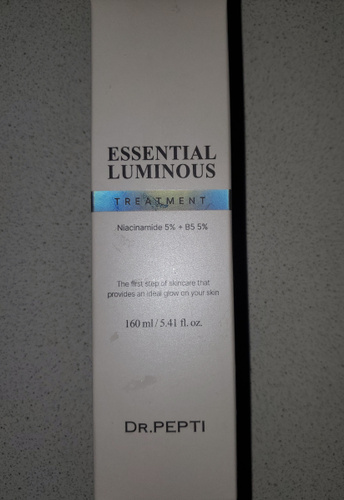 ESSENTIAL
LUMINOUS
TREATMENT
Niacinamide 5% + B5 5%
The first step of skincare that
provides an ideal glow on your skin
160 ml / 5.41 fl. oz.
DR.PEPTI